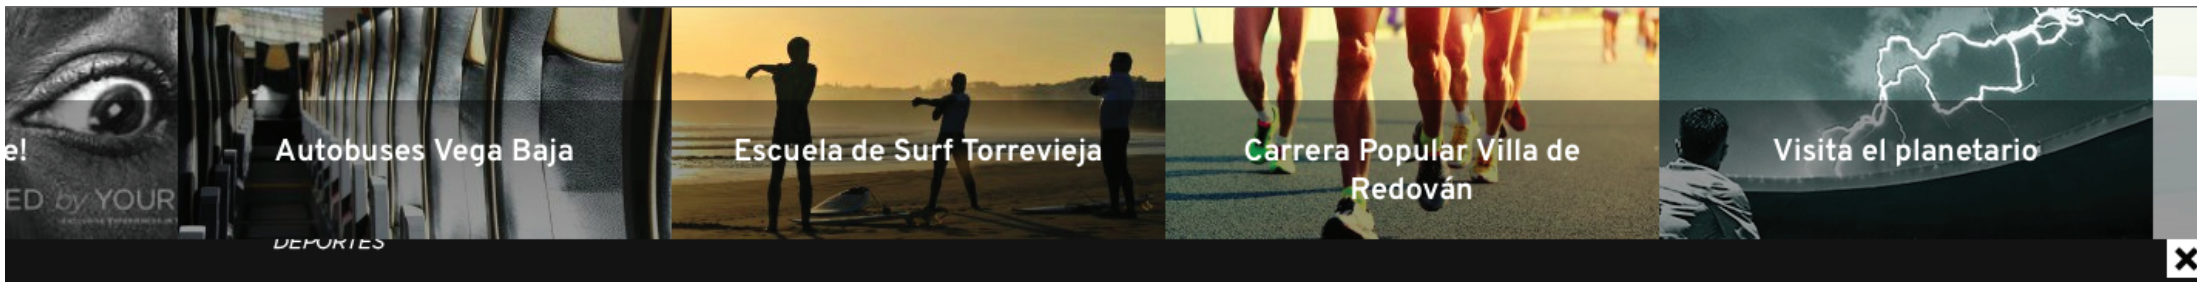 e!
ED by YOUR
Autobuses Vega Baja
Escuela de Surf Torrevieja
Carrera Popular Villa de
Redován
Visita el planetario
DEPORTES